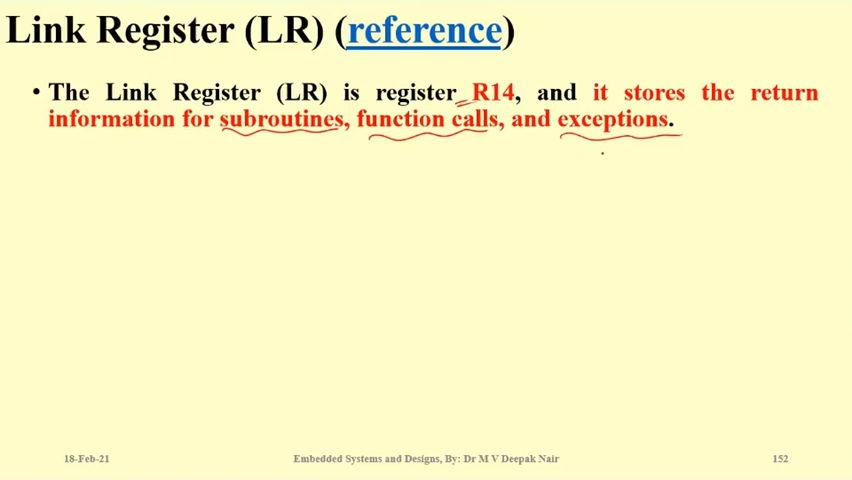 Link Register (LR) (reference)
• The Link Register (LR) is register R14, and it stores the return
information for subroutines, function calls, and exceptions.
18-Feb-21 Embedded Systems and Designs, By: Dr M V Deepak Nair 152